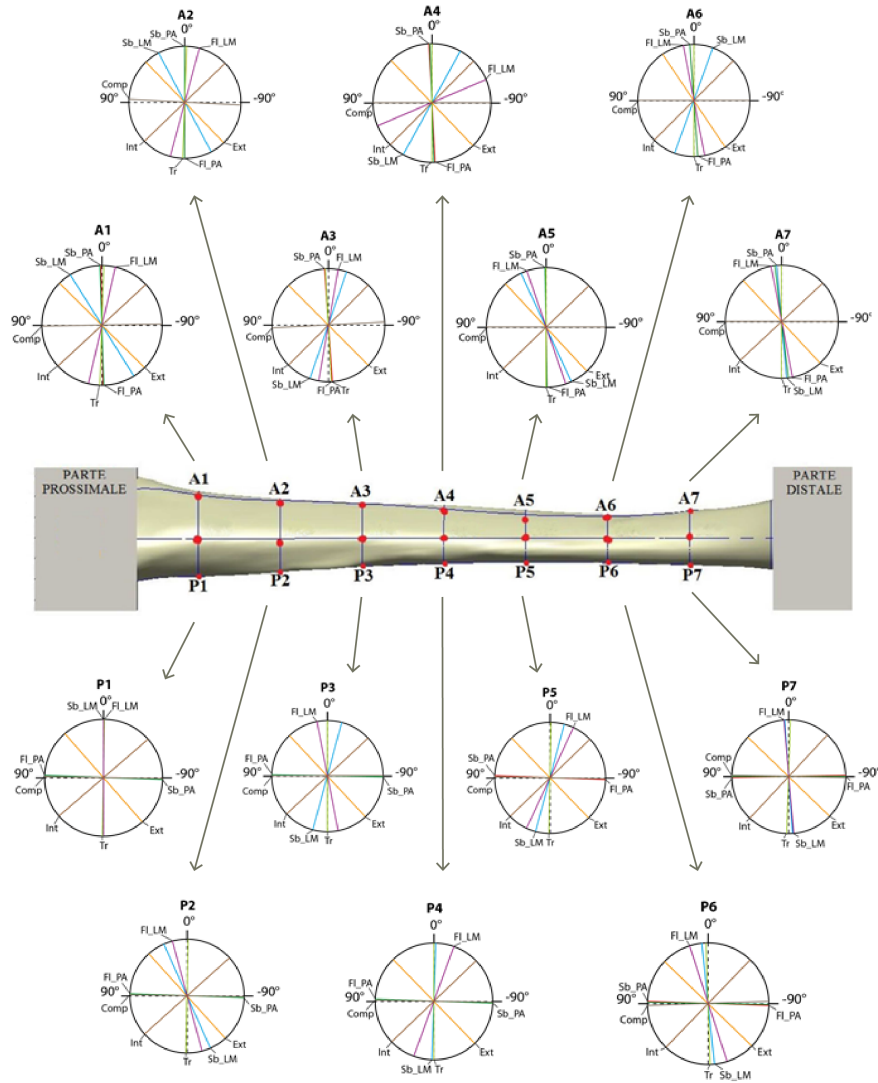 A2
0°
Sb_PA
Sb_LM
Fl_LM
Comp
90°
-90°
Int
Ext
Tr
Fl_PA
A4
0°
Sb_PA
Fl_LM
90°
-90°
Comp
Int
Sb_LM
Ext
Tr
Fl_PA
A6
0°
Sb_PA
Fl_LM
Sb_LM
90°
-90°
Comp
Int
Ext
Tr
Fl_PA
A1
0°
Sb_PA
Sb_LM
Fl_LM
90°
-90°
Comp
Int
Ext
Tr
Fl_PA
A3
0°
Sb_PA
Fl_LM
90°
-90°
Comp
Int
Sb_LM
Ext
Fl_PA
Tr
A5
0°
Sb_PA
Fl_LM
90°
-90°
Comp
Int
Ext
Sb_LM
Tr
Fl_PA
A7
0°
Sb_PA
Fl_LM
90°
-90°
Comp
Int
Ext
Fl_PA
Tr
Sb_LM
PARTE
PROSSIMALE
A1
A2
A3
A4
A5
A6
A7
PARTE
DISTALE
P1
P2
P3
P4
P5
P6
P7
P1
0°
Sb_LM
Fl_LM
Fl_PA
90°
-90°
Comp
Sb_PA
Int
Ext
Tr
P3
0°
Fl_LM
Fl_PA
90°
-90°
Comp
Sb_PA
Int
Ext
Sb_LM
Tr
P5
0°
Fl_LM
Sb_PA
90°
-90°
Comp
Fl_PA
Int
Ext
Sb_LM
Tr
P7
0°
Fl_LM
Comp
90°
-90°
Sb_PA
Fl_PA
Int
Ext
Tr
Sb_LM
P2
0°
Fl_LM
Fl_PA
90°
-90°
Comp
Sb_PA
Int
Ext
Tr
Sb_LM
P4
0°
Fl_LM
Fl_PA
90°
-90°
Comp
Sb_PA
Int
Ext
Sb_LM
Tr
P6
0°
Fl_LM
Sb_PA
90°
-90°
Comp
Fl_PA
Int
Ext
Tr
Sb_LM